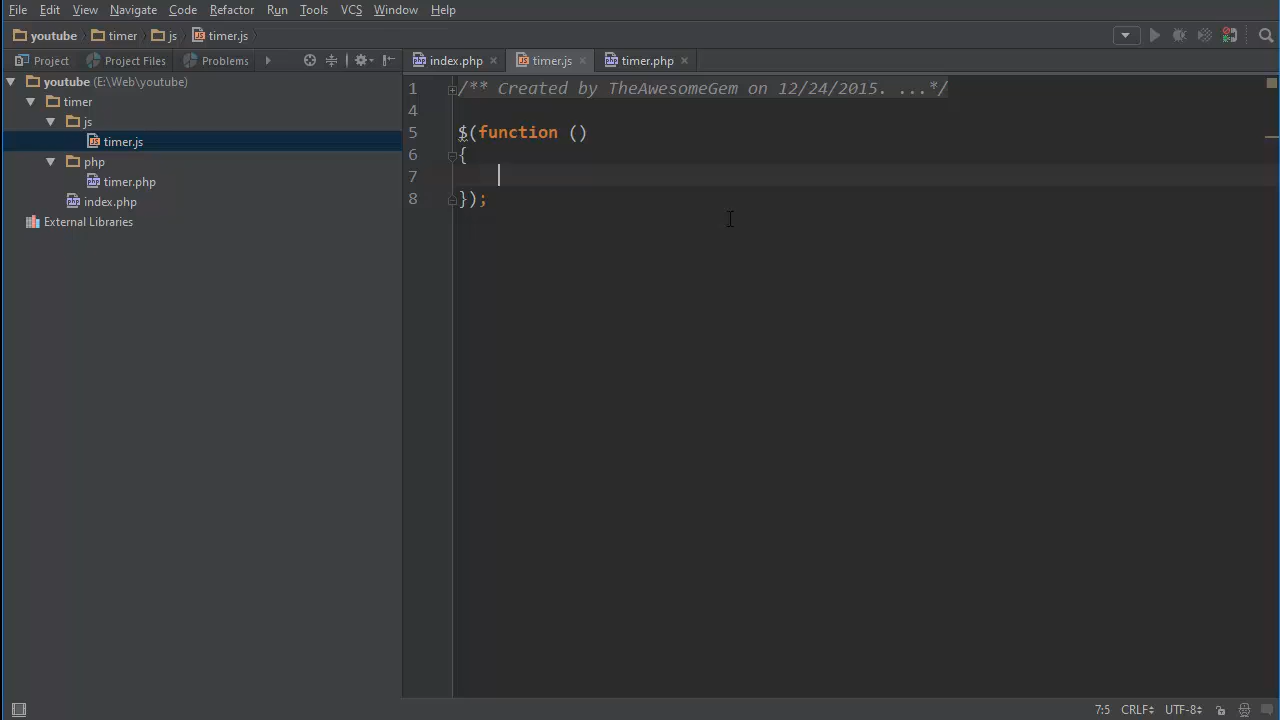 File Edit View Navigate Code Refactor Run Tools VCS Window Help
youtube timer js timer.js
Project Project Files Problems
index.php timer.js timer.php
youtube (E:\Web\youtube)
timer
js
timer.js
php
timer.php
index.php
External Libraries
1 /** Created by TheAwesomeGem on 12/24/2015. ...*/
4
5 $(function ()
6 {
7
8 });
7:5 CRLF UTF-8